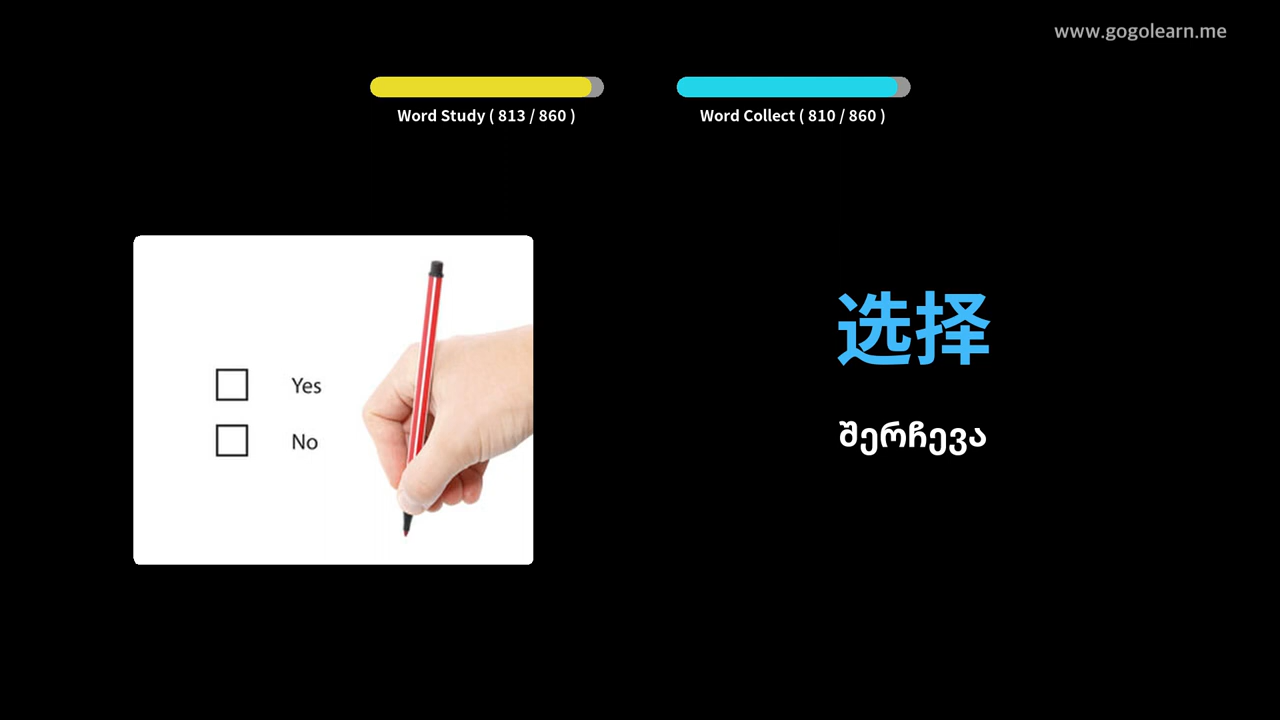 www.gogolearn.me
Word Study ( 813 / 860 )
Word Collect ( 810 / 860 )
Yes
No
选择
შერჩევა